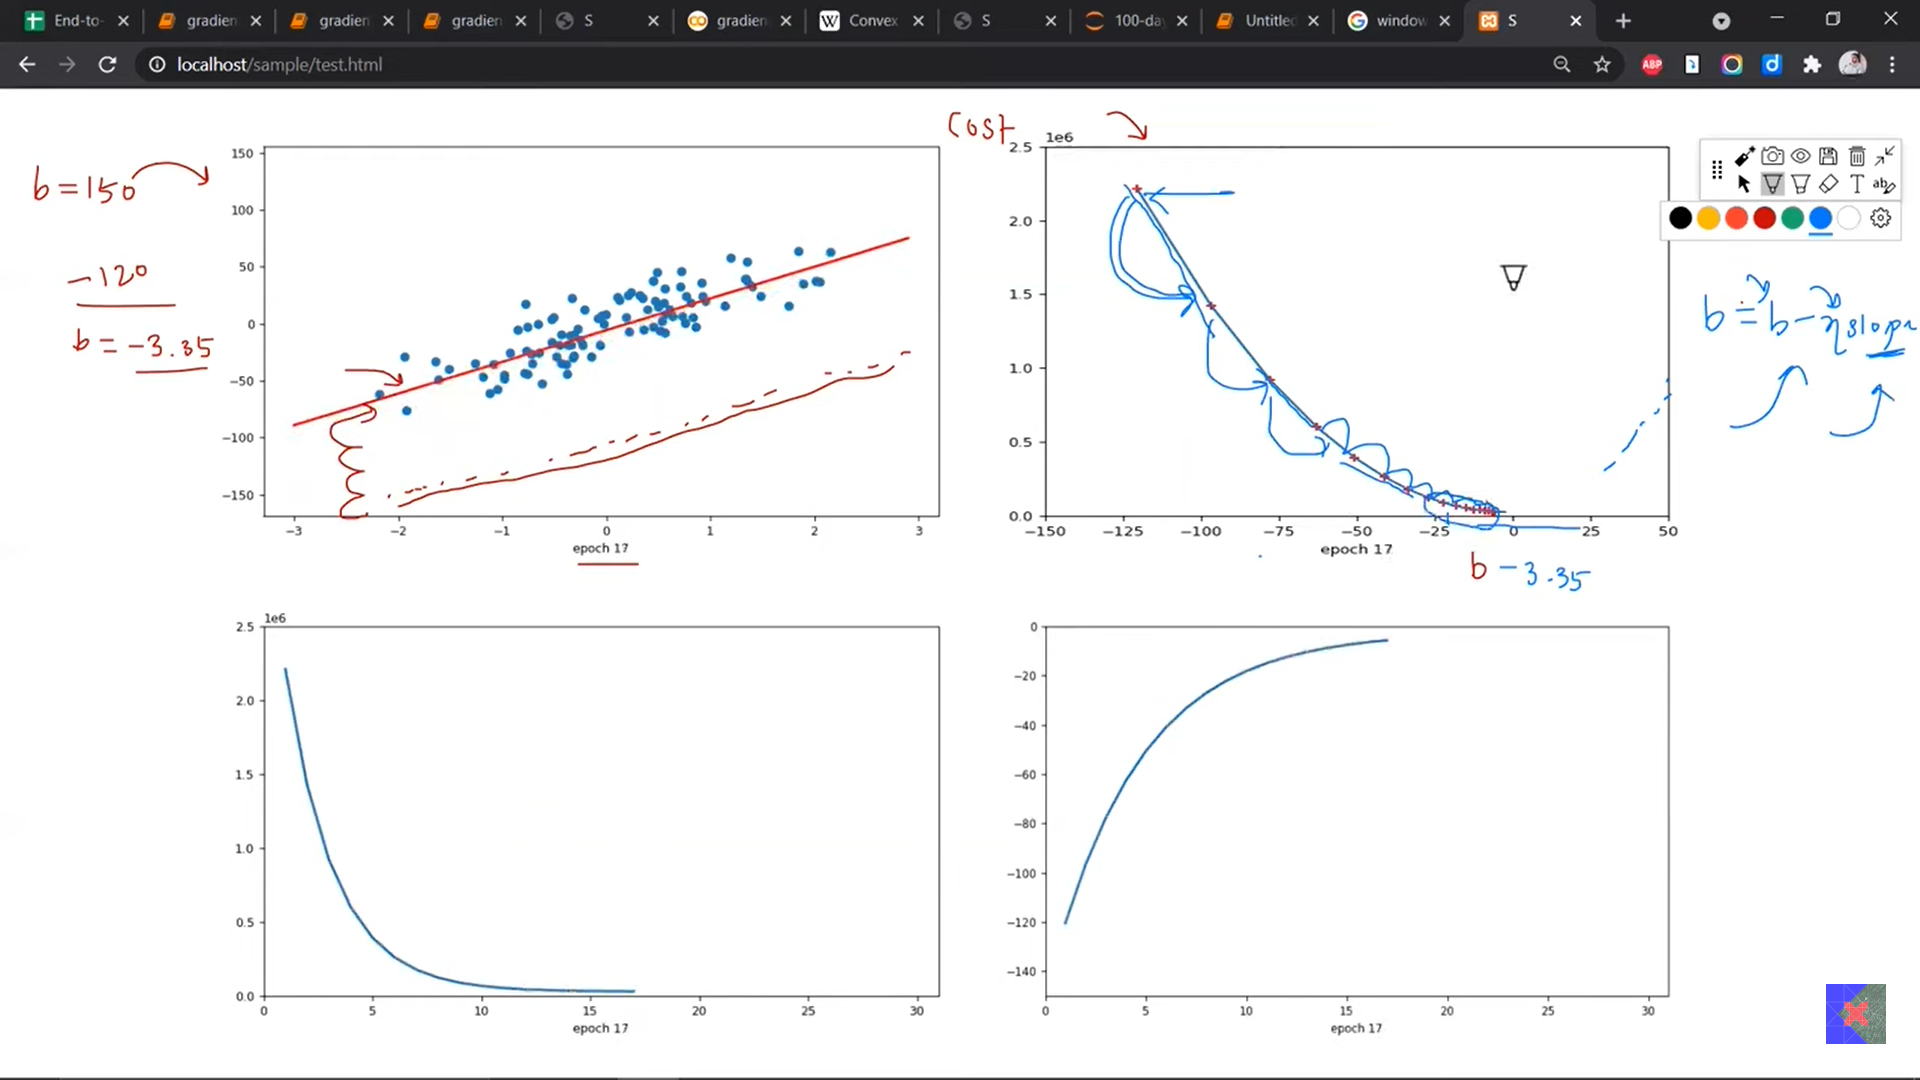 End-to-
gradien
gradien
gradien
S
gradien
Convex
S
100-da
Untitled
window
S
localhost/sample/test.html
ABP
b=150
-120
b = -3.35
150
100
50
0
−50
−100
−150
−3
−2
−1
0
1
2
3
epoch 17
Cost
1e6
2.5
2.0
1.5
1.0
0.5
0.0
−150
−125
−100
−75
−50
−25
0
25
50
epoch 17
b -3.35
b = b - η slope
1e6
2.5
2.0
1.5
1.0
0.5
0.0
0
5
10
15
20
25
30
epoch 17
0
−20
−40
−60
−80
−100
−120
−140
0
5
10
15
20
25
30
epoch 17